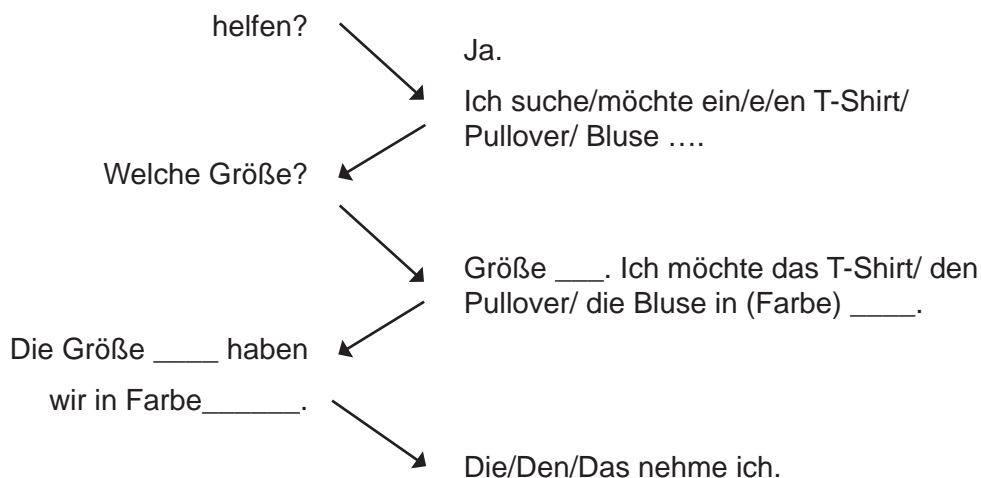 helfen?
Ja.
Ich suche/möchte ein/e/en T-Shirt/
Pullover/ Bluse ….
Welche Größe?
Größe ___. Ich möchte das T-Shirt/ den
Pullover/ die Bluse in (Farbe) ____.
Die Größe ____ haben
wir in Farbe______.
Die/Den/Das nehme ich.